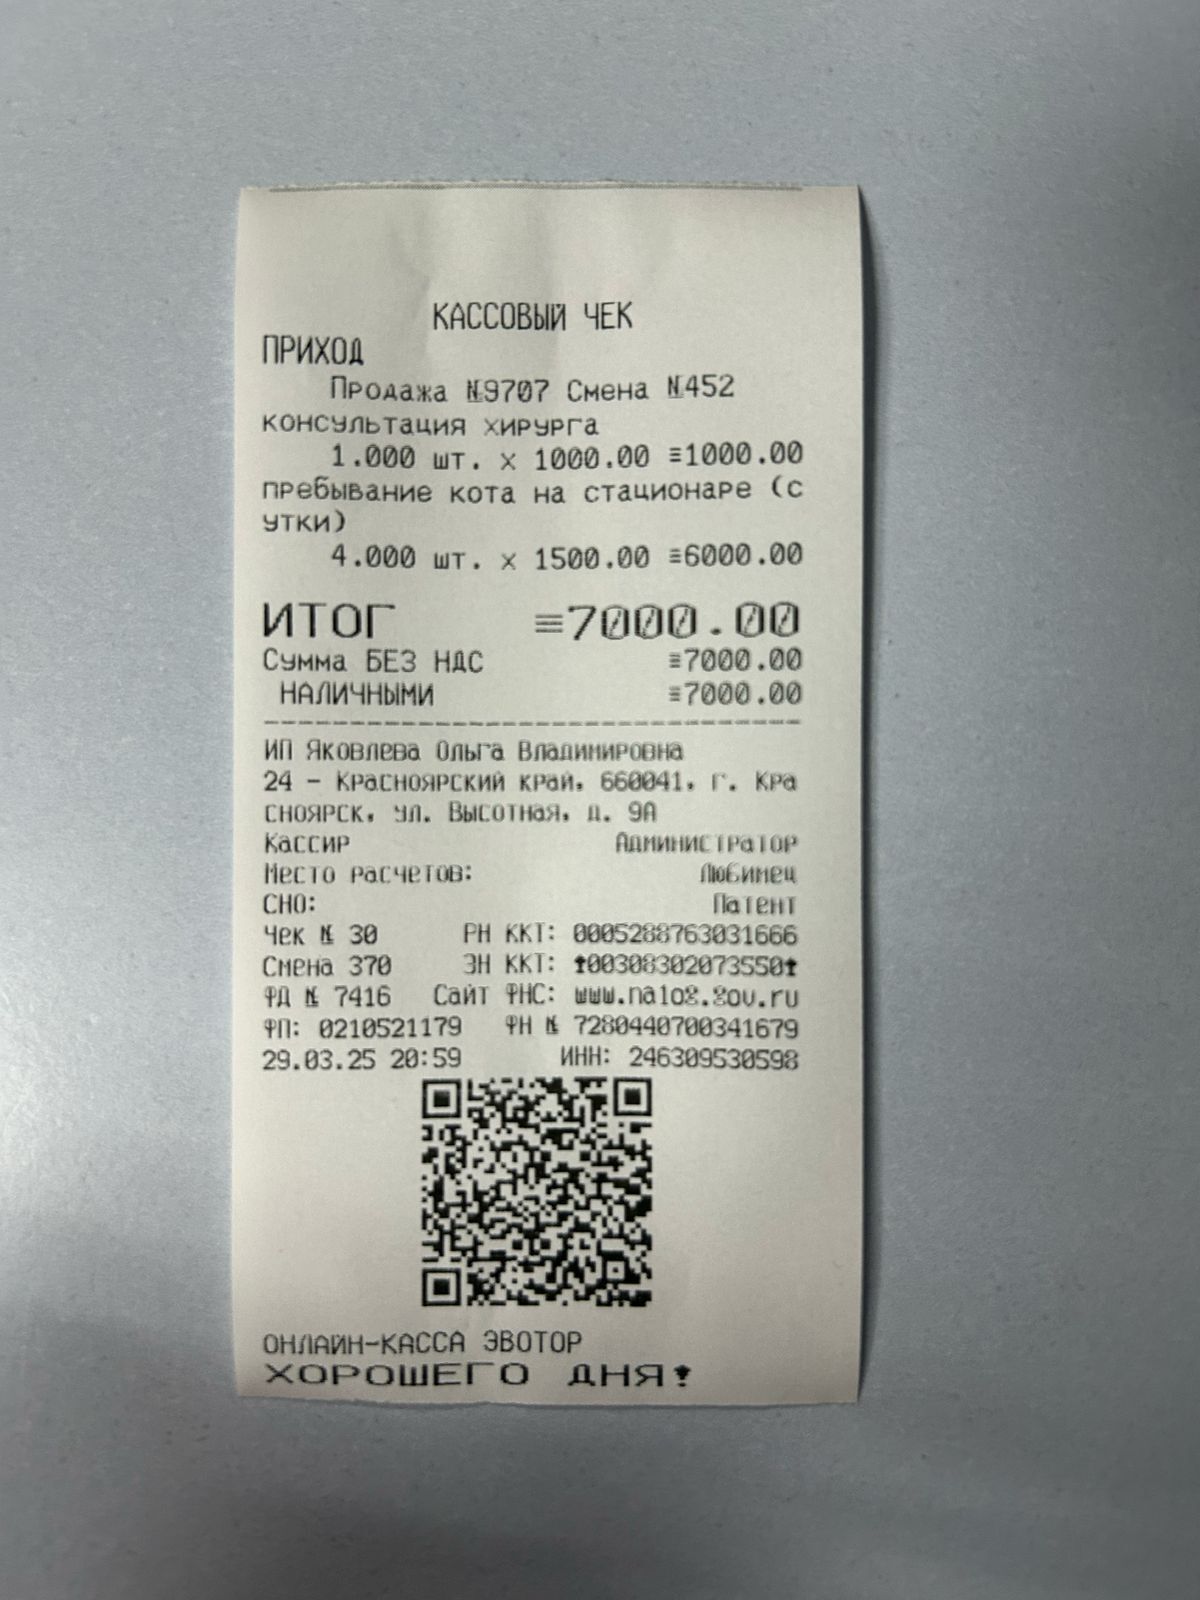 КАССОВЫЙ ЧЕК
ПРИХОД
Продажа №9707 Смена №452
консультация хирурга
1.000 шт. x 1000.00 ≡1000.00
пребывание кота на стационаре (с
утки)
4.000 шт. x 1500.00 ≡6000.00
ИТОГ ≡7000.00
Сумма БЕЗ НДС ≡7000.00
НАЛИЧНЫМИ ≡7000.00
ИП Яковлева Ольга Владимировна
24 - Красноярский край, 660041, г. Кра
сноярск, ул. Высотная, д. 9А
Кассир Администратор
Место расчетов: Любимец
СНО: Патент
Чек № 30 РН ККТ: 0005288763031666
Смена 370 ЗН ККТ: ↑00308302073550↑
ФД № 7416 Сайт ФНС: www.nalog.gov.ru
ФП: 0210521179 ФН № 7280440700341679
29.03.25 20:59 ИНН: 246309530598
ОНЛАЙН-КАССА ЭВОТОР
ХОРОШЕГО ДНЯ!